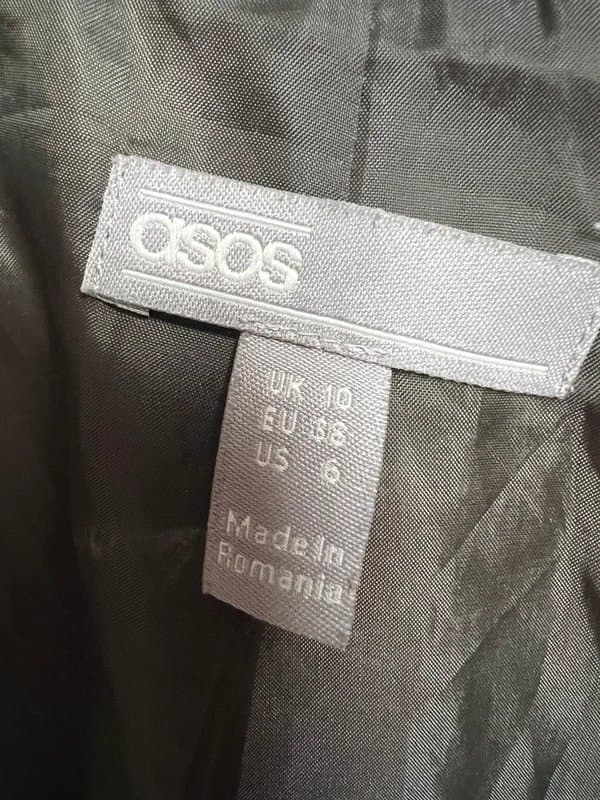 asos
UK 10
EU 38
US 6
Made In
Romania